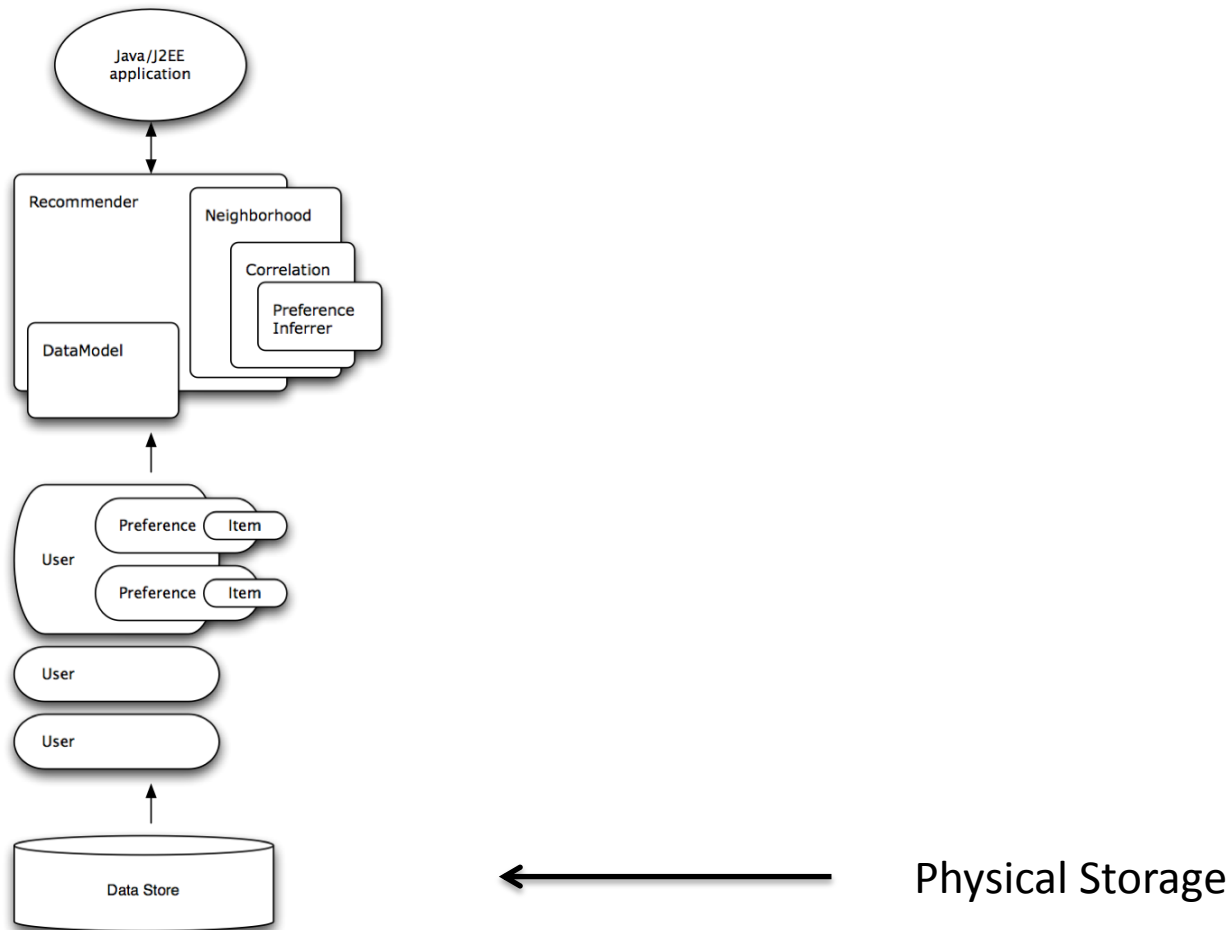 Java/J2EE
application
Recommender
Neighborhood
Correlation
Preference
Inferrer
DataModel
Preference
Item
User
Preference
Item
User
User
Data Store
Physical Storage